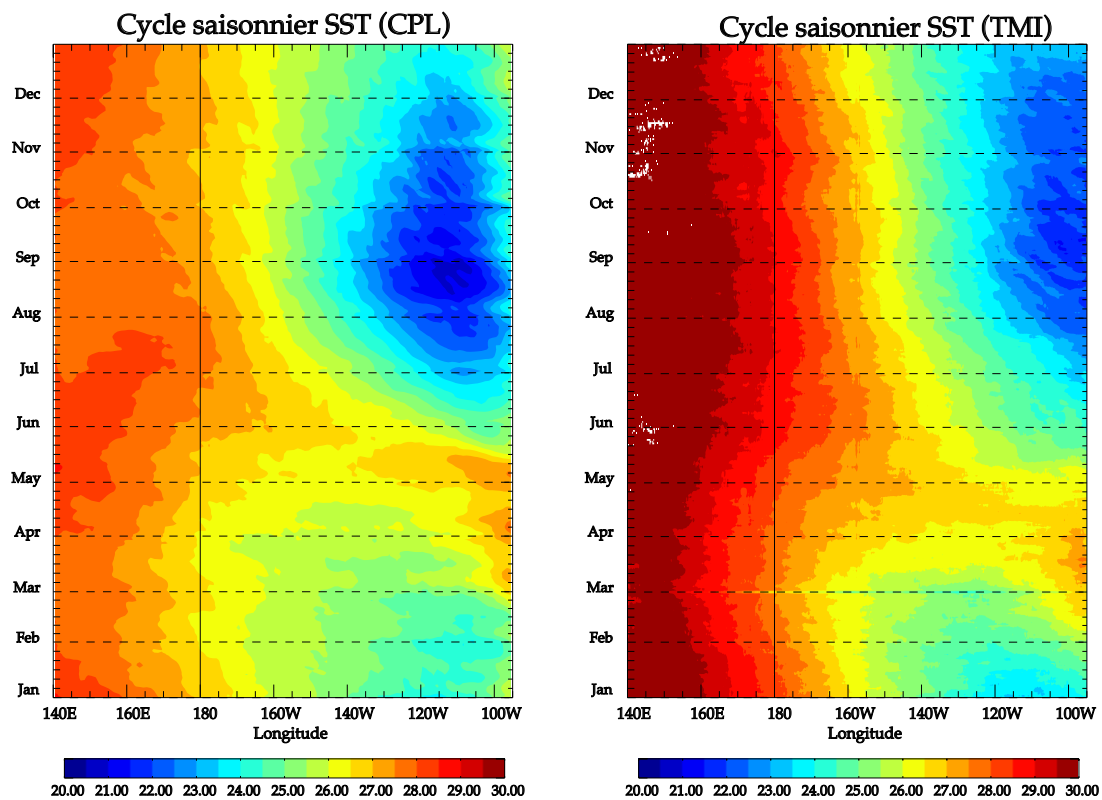 Cycle saisonnier SST (CPL)
Dec
Nov
Oct
Sep
Aug
Jul
Jun
May
Apr
Mar
Feb
Jan
140E 160E 180 160W 140W 120W 100W
Longitude
20.00 21.00 22.00 23.00 24.00 25.00 26.00 27.00 28.00 29.00 30.00
Cycle saisonnier SST (TMI)
Dec
Nov
Oct
Sep
Aug
Jul
Jun
May
Apr
Mar
Feb
Jan
140E 160E 180 160W 140W 120W 100W
Longitude
20.00 21.00 22.00 23.00 24.00 25.00 26.00 27.00 28.00 29.00 30.00